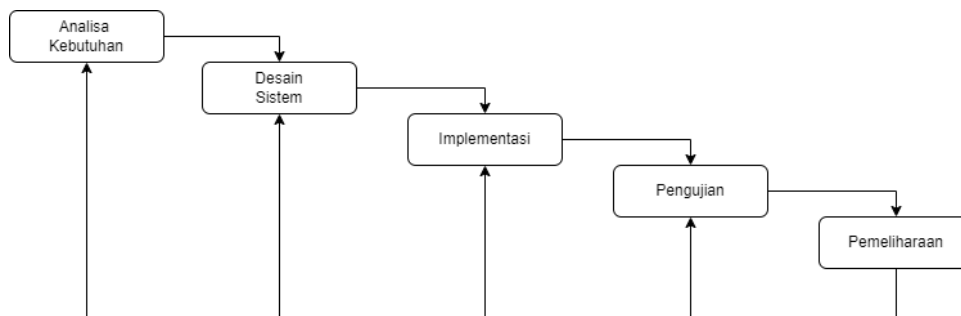 Analisa
Kebutuhan
Desain
Sistem
Implementasi
Pengujian
Pemeliharaan